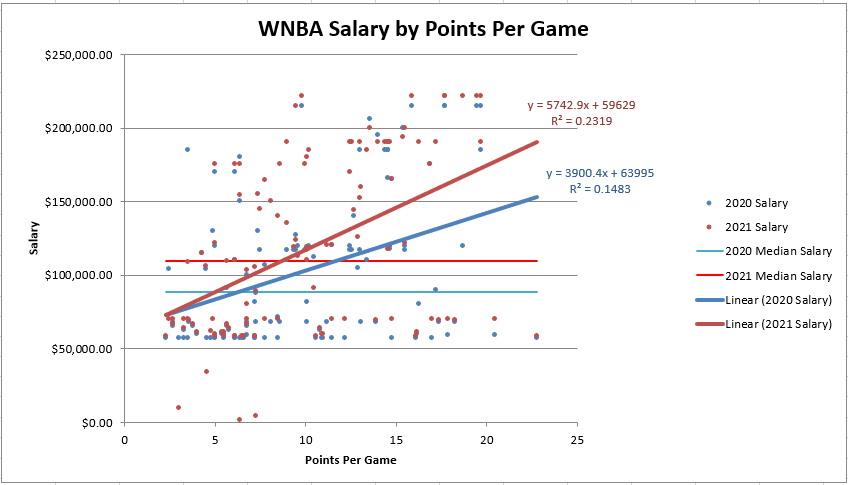 WNBA Salary by Points Per Game
$250,000.00
$200,000.00
$150,000.00
$100,000.00
$50,000.00
$0.00
Salary
0 5 10 15 20 25
Points Per Game
y = 5742.9x + 59629
R² = 0.2319
y = 3900.4x + 63995
R² = 0.1483
2020 Salary
2021 Salary
2020 Median Salary
2021 Median Salary
Linear (2020 Salary)
Linear (2021 Salary)